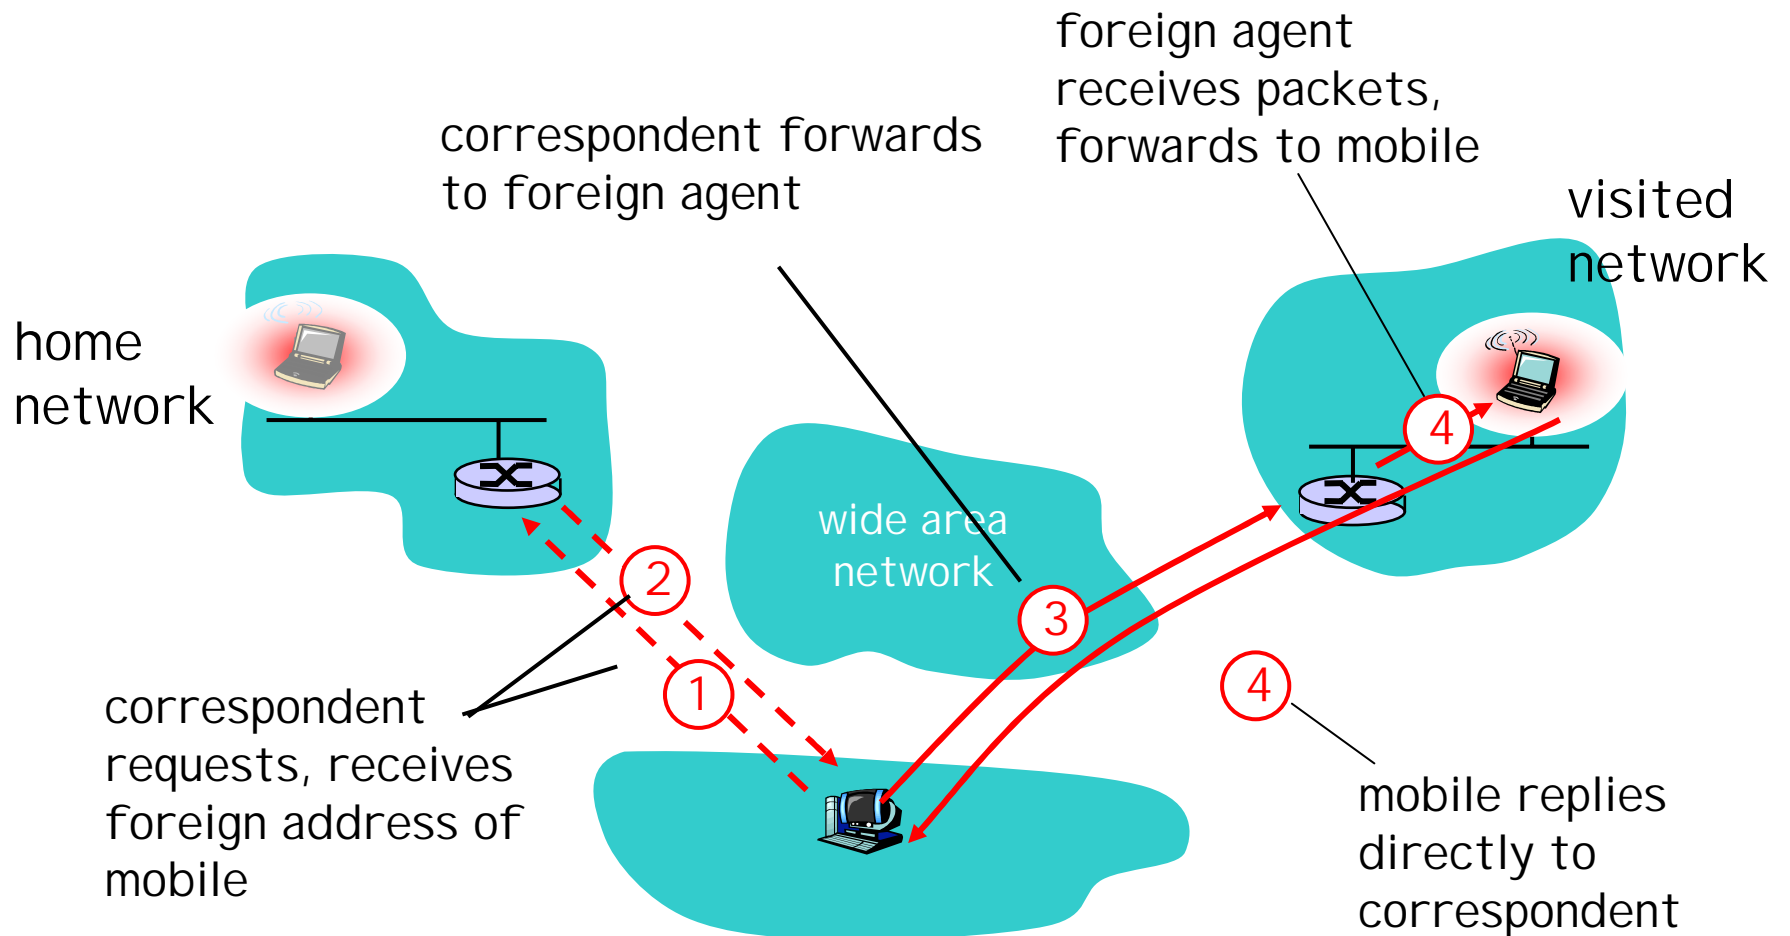 foreign agent
receives packets,
forwards to mobile
correspondent forwards
to foreign agent
visited
network
home
network
4
wide area
network
2
3
1
4
correspondent
requests, receives
foreign address of
mobile
mobile replies
directly to
correspondent